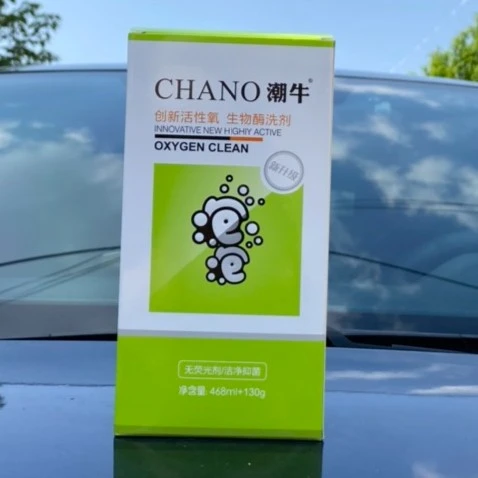 CHANO 潮牛®
创新活性氧 生物酶洗剂
INNOVATIVE NEW HIGHIY ACTIVE
OXYGEN CLEAN
新升级
无荧光剂/洁净抑菌
净含量: 468ml+130g